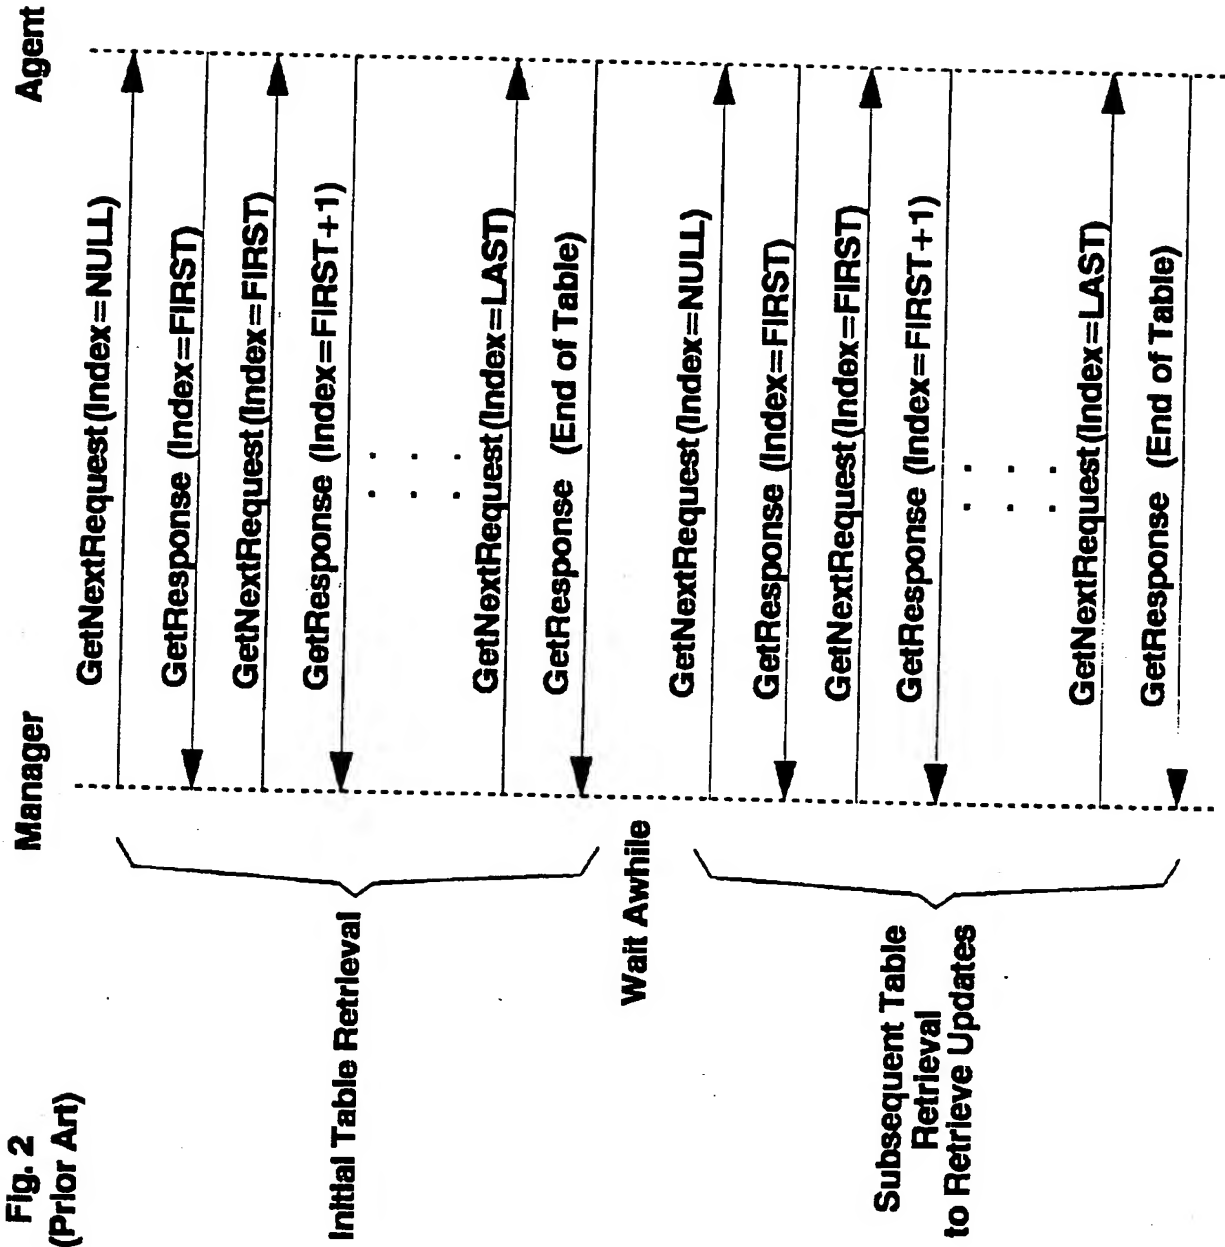 Fig. 2
(Prior Art)
Manager
Agent
Initial Table Retrieval
GetNextRequest(Index=NULL)
GetResponse (Index=FIRST)
GetNextRequest(Index=FIRST)
GetResponse (Index=FIRST+1)
GetNextRequest(Index=LAST)
GetResponse (End of Table)
Wait Awhile
Subsequent Table
Retrieval
to Retrieve Updates
GetNextRequest(Index=NULL)
GetResponse (Index=FIRST)
GetNextRequest(Index=FIRST)
GetResponse (Index=FIRST+1)
GetNextRequest(Index=LAST)
GetResponse (End of Table)